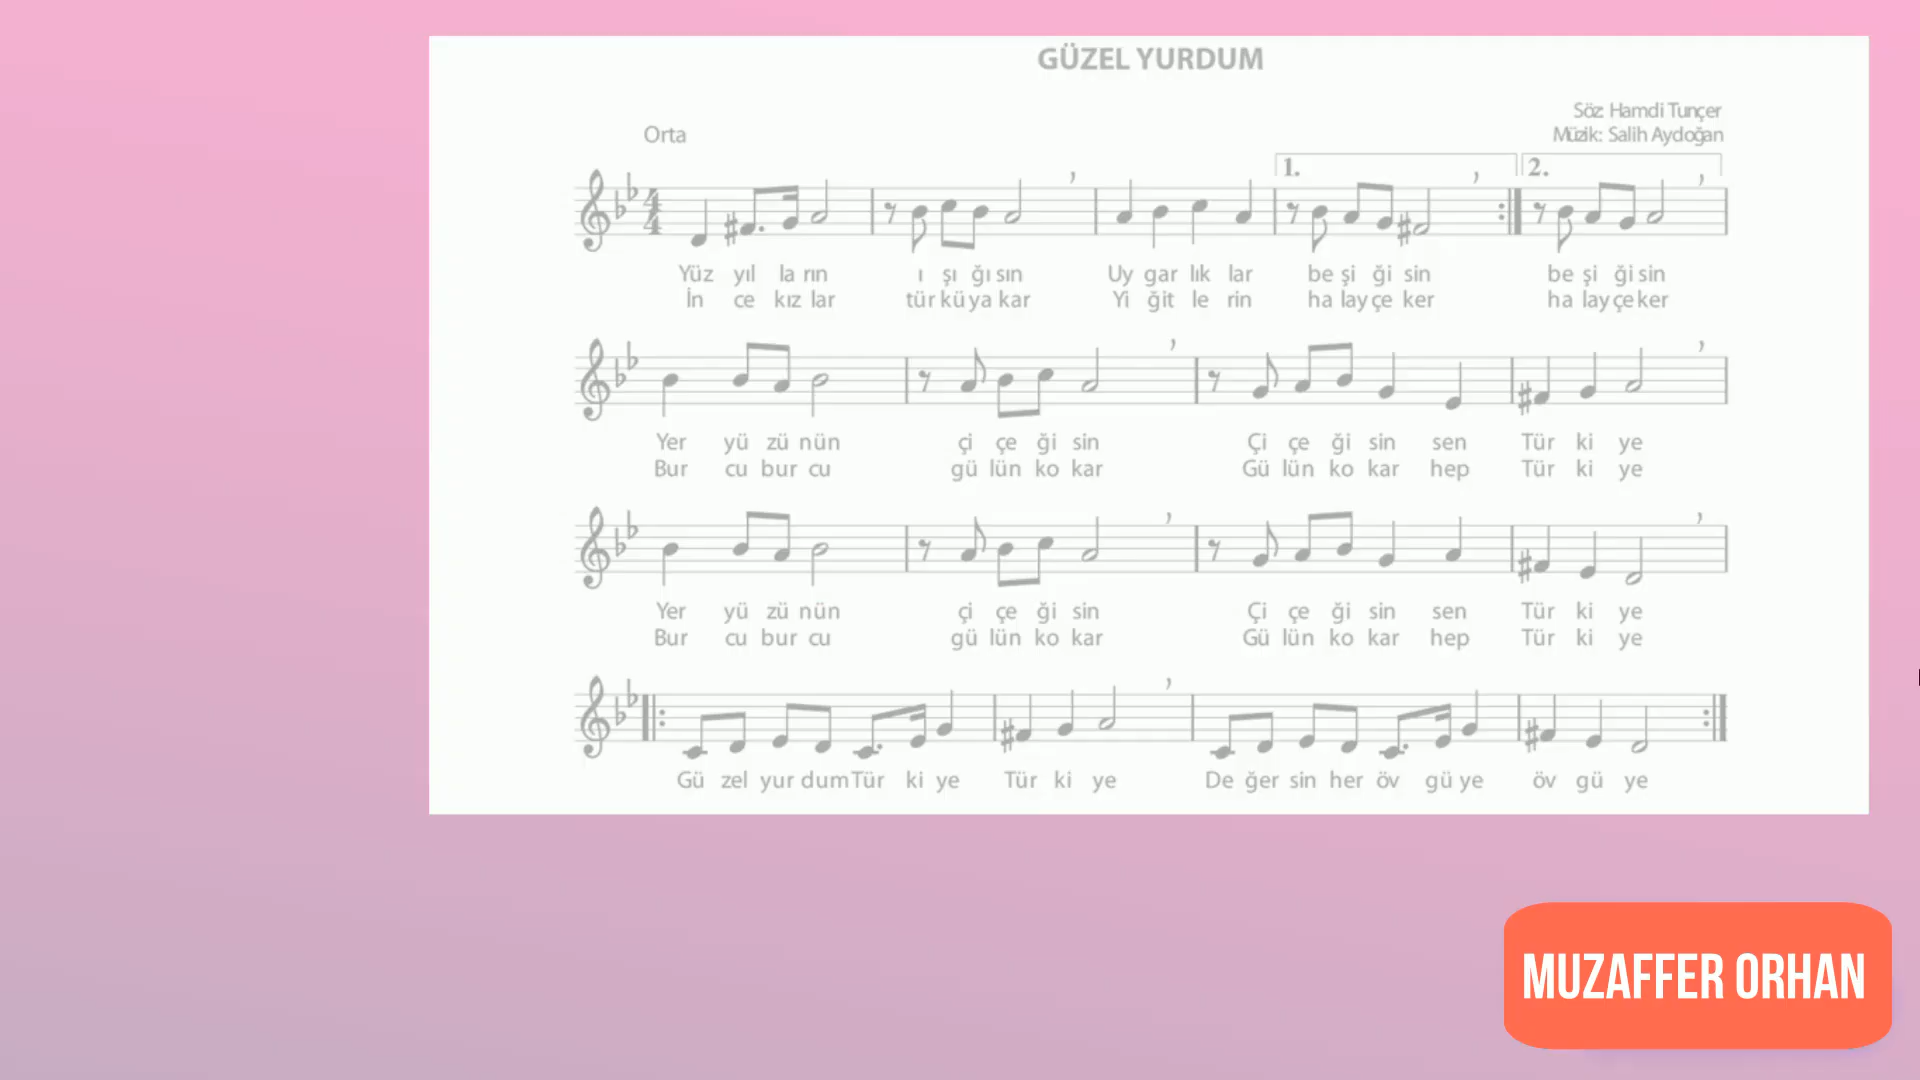 GÜZEL YURDUM
Söz: Hamdi Tunçer
Orta
Müzik: Salih Aydoğan
1. 2.
4
4
Yüz yıl la rın ı şı ğı sın Uy gar lık lar be şi ği sin be şi ği sin
İn ce kız lar tür kü ya kar Yi ğit le rin ha lay çe ker ha lay çe ker
Yer yü zü nün çi çe ği sin Çi çe ği sin sen Tür ki ye
Bur cu bur cu gü lün ko kar Gü lün ko kar hep Tür ki ye
Yer yü zü nün çi çe ği sin Çi çe ği sin sen Tür ki ye
Bur cu bur cu gü lün ko kar Gü lün ko kar hep Tür ki ye
Gü zel yur dum Tür ki ye Tür ki ye De ğer sin her öv gü ye öv gü ye
MUZAFFER ORHAN